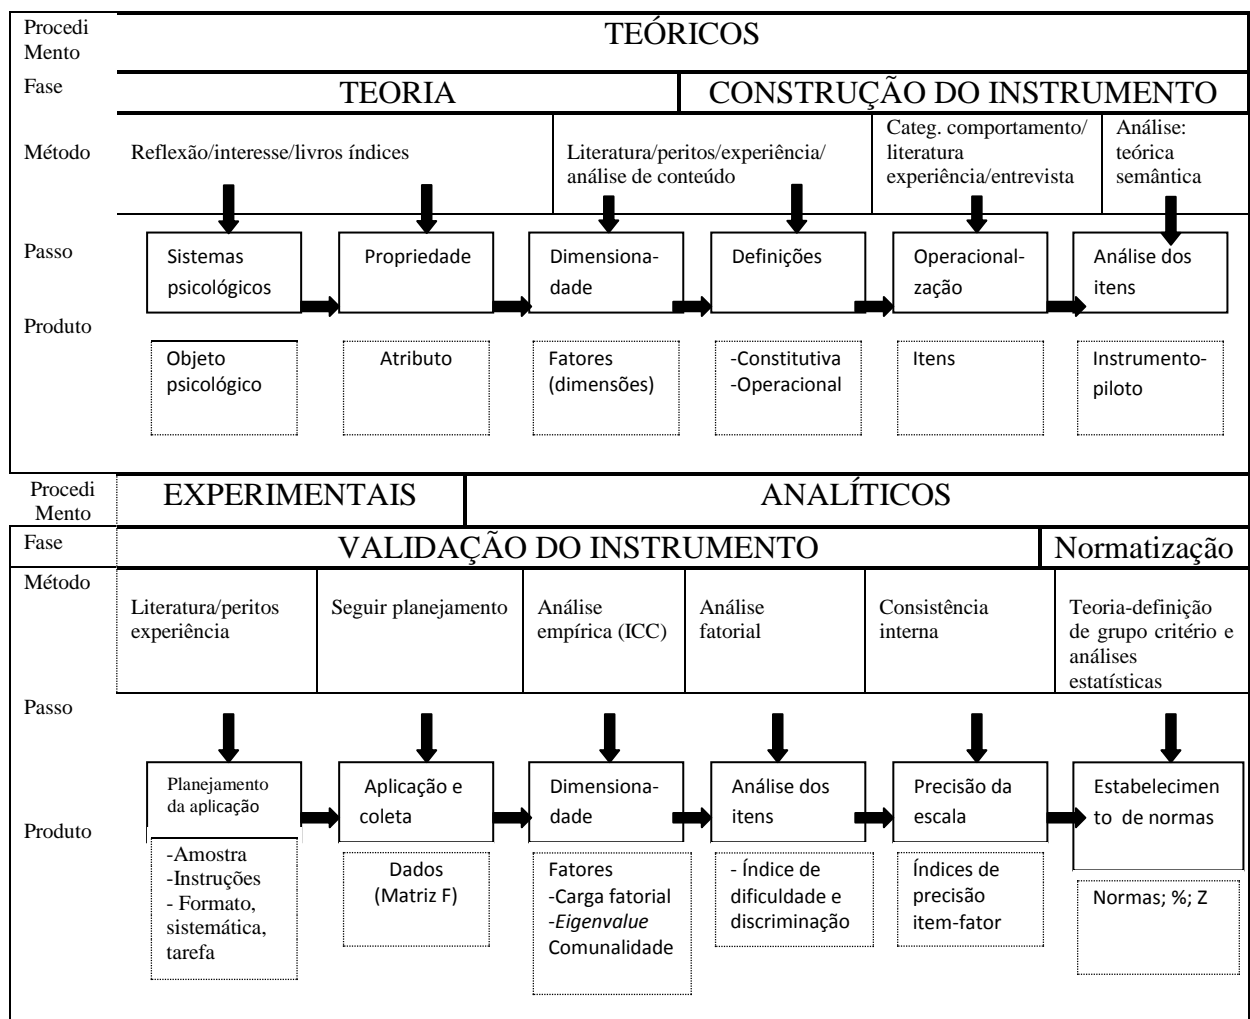 Procedi
Mento
TEÓRICOS
Fase
TEORIA
CONSTRUÇÃO DO INSTRUMENTO
Método
Reflexão/interesse/livros índices
Literatura/peritos/experiência/
análise de conteúdo
Categ. comportamento/
literatura
experiência/entrevista
Análise:
teórica
semântica
Passo
Sistemas
psicológicos
Propriedade
Dimensiona-
dade
Definições
Operacional-
zação
Análise dos
itens
Produto
Objeto
psicológico
Atributo
Fatores
(dimensões)
-Constitutiva
-Operacional
Itens
Instrumento-
piloto
Procedi
Mento
EXPERIMENTAIS
ANALÍTICOS
Fase
VALIDAÇÃO DO INSTRUMENTO
Normatização
Método
Literatura/peritos
experiência
Seguir planejamento
Análise
empírica (ICC)
Análise
fatorial
Consistência
interna
Teoria-definição
de grupo critério e
análises
estatísticas
Passo
Planejamento
da aplicação
Aplicação e
coleta
Dimensiona-
dade
Análise dos
itens
Precisão da
escala
Estabelecimen
to de normas
Produto
-Amostra
-Instruções
- Formato,
sistemática,
tarefa
Dados
(Matriz F)
Fatores
-Carga fatorial
-Eigenvalue
Comunalidade
- Índice de
dificuldade e
discriminação
Índices de
precisão
item-fator
Normas; %; Z